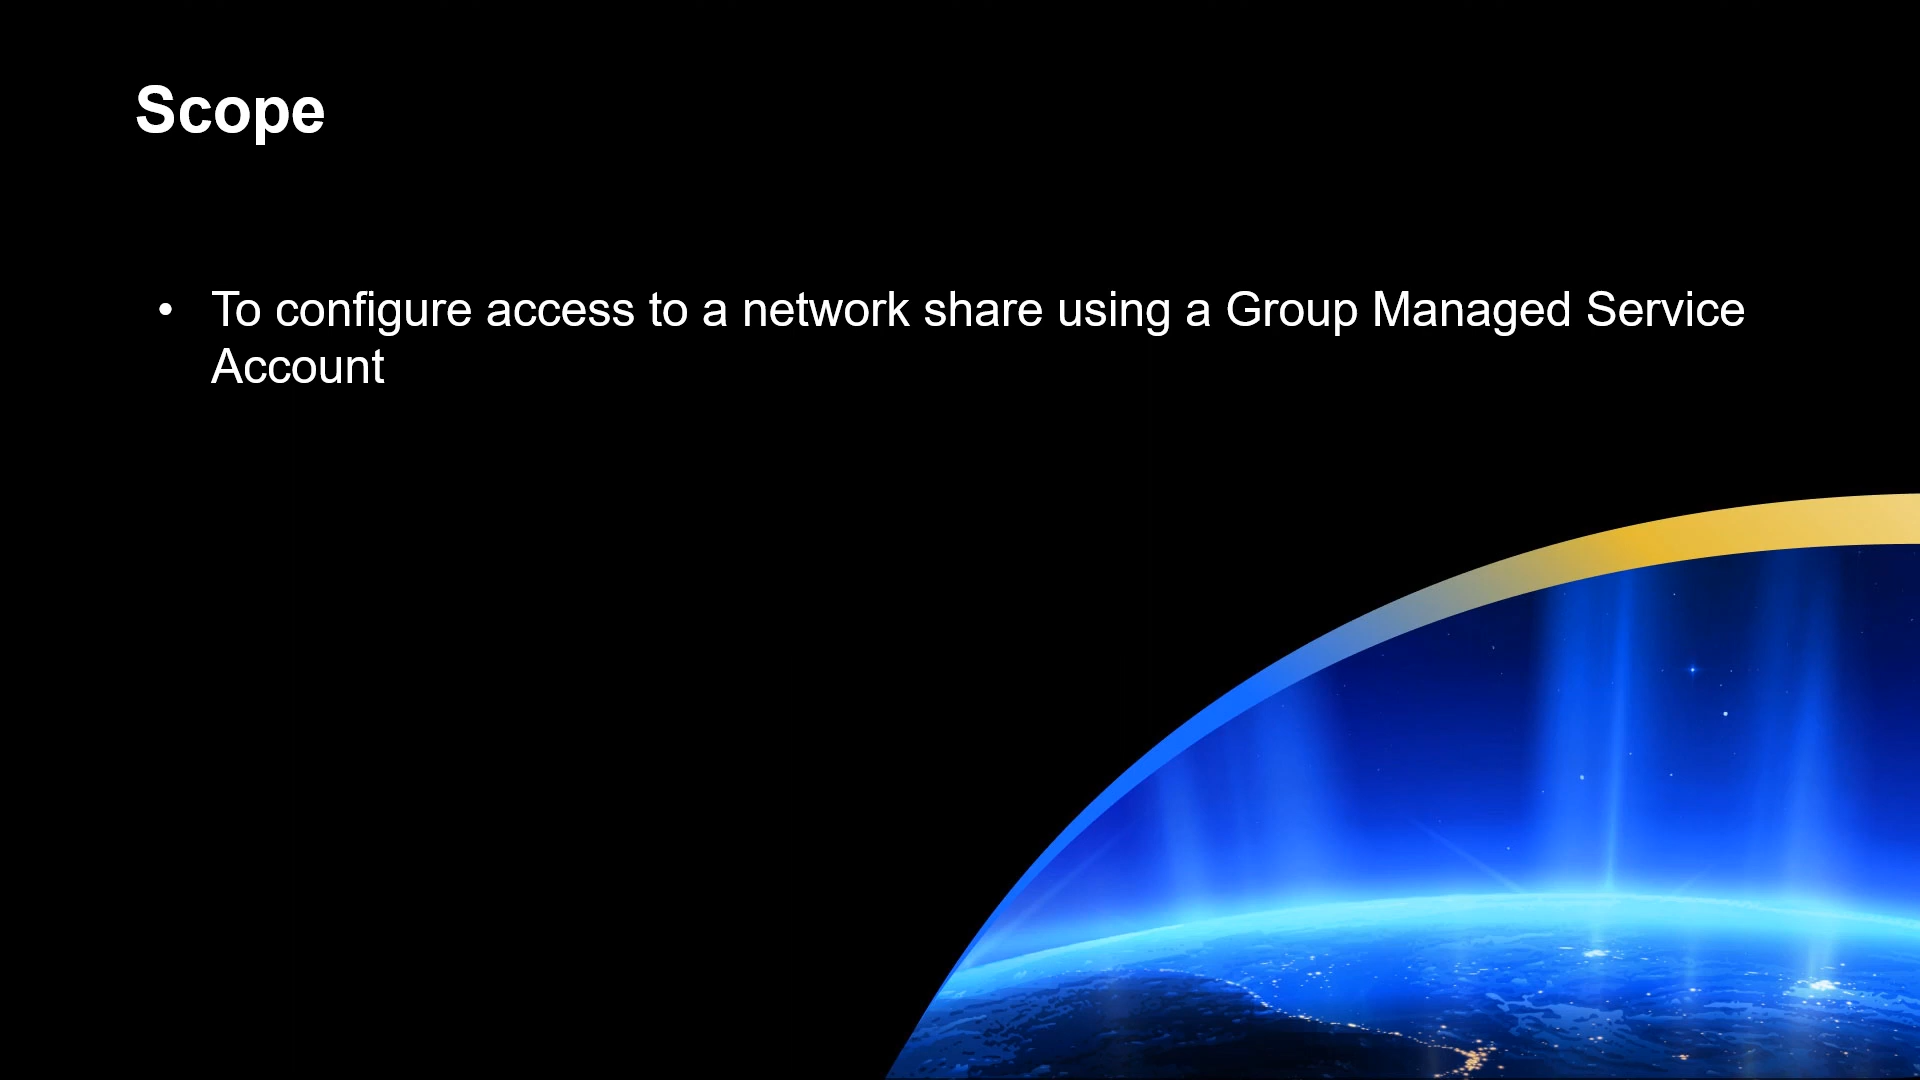 Scope
• To configure access to a network share using a Group Managed Service
Account